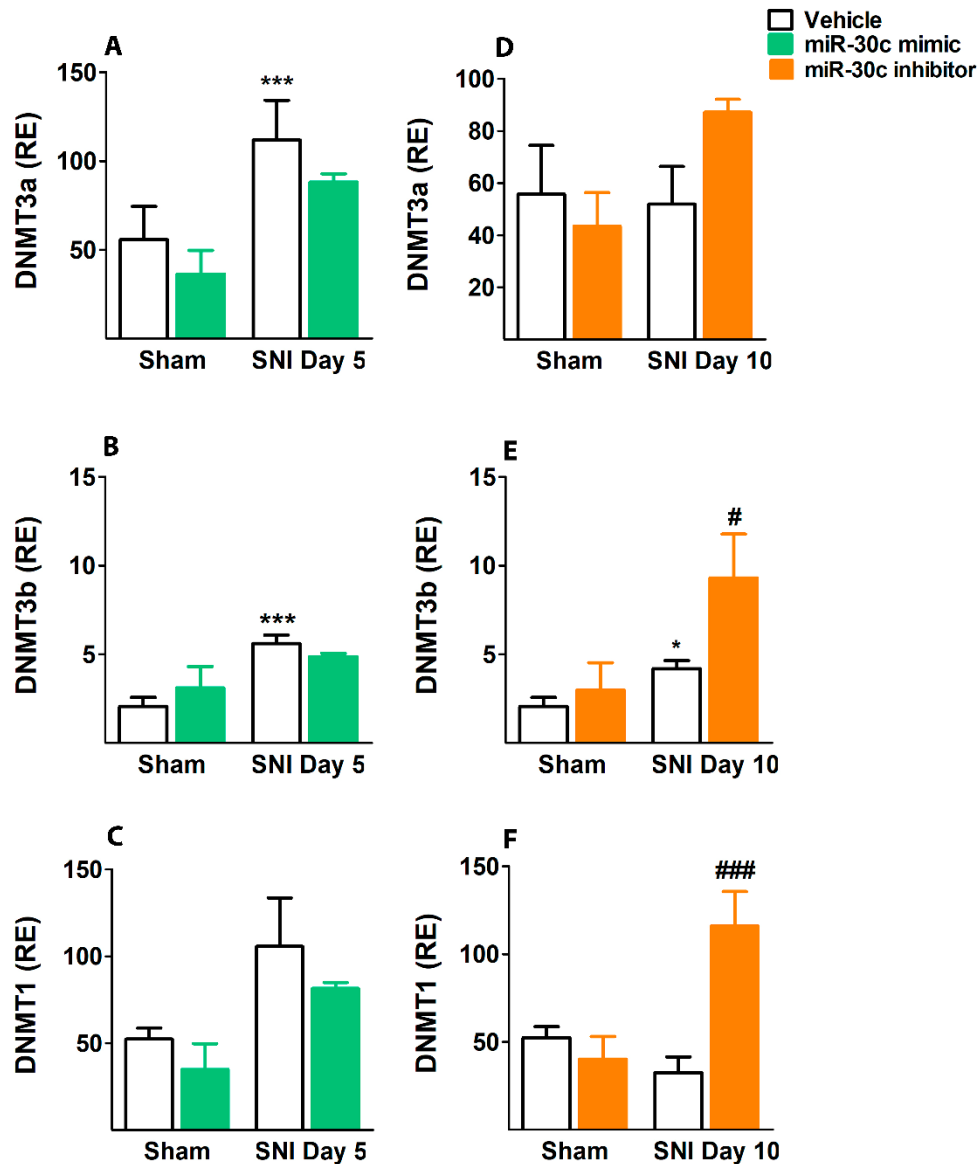 Vehicle
miR-30c mimic
miR-30c inhibitor
A
DNMT3a (RE)
150
100
50
***
Sham
SNI Day 5
D
DNMT3a (RE)
100
80
60
40
20
Sham
SNI Day 10
B
DNMT3b (RE)
15
10
5
***
Sham
SNI Day 5
E
DNMT3b (RE)
15
10
5
*
#
Sham
SNI Day 10
C
DNMT1 (RE)
150
100
50
Sham
SNI Day 5
F
DNMT1 (RE)
150
100
50
###
Sham
SNI Day 10